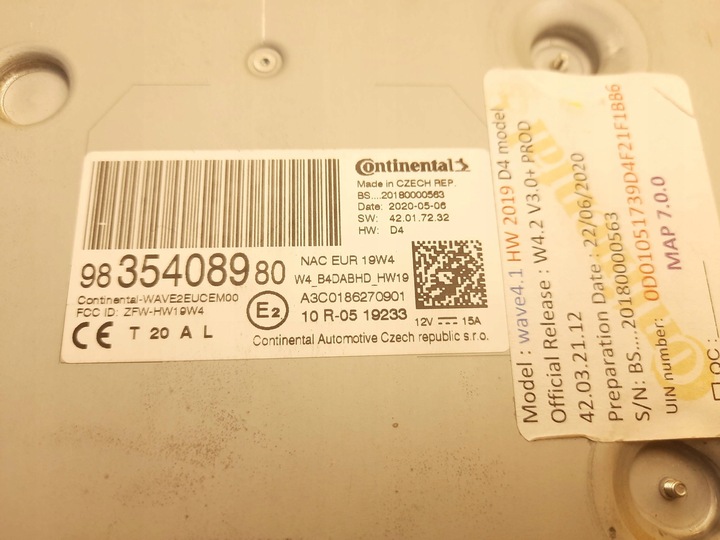 Continental
Made in CZECH REP.
BS....20180000563
Date: 2020-05-06
SW: 42.01.72.32
HW: D4
98 354089 80
NAC EUR 19W4
W4_B4DABHD_HW19
Continental-WAVE2EUCEM00
FCC ID: ZFW-HW19W4
E2
A3C0186270901
10 R-05 19233
12V 15A
CE T 20 A L
Continental Automotive Czech republic s.r.o.
Model : wave4.1 HW 2019 D4 model
Official Release : W4.2 V3.0+ PROD
42.03.21.12
Preparation Date : 22/06/2020
S/N: BS....20180000563
UIN number: 0D01051739D4F21F1B86
MAP 7.0.0